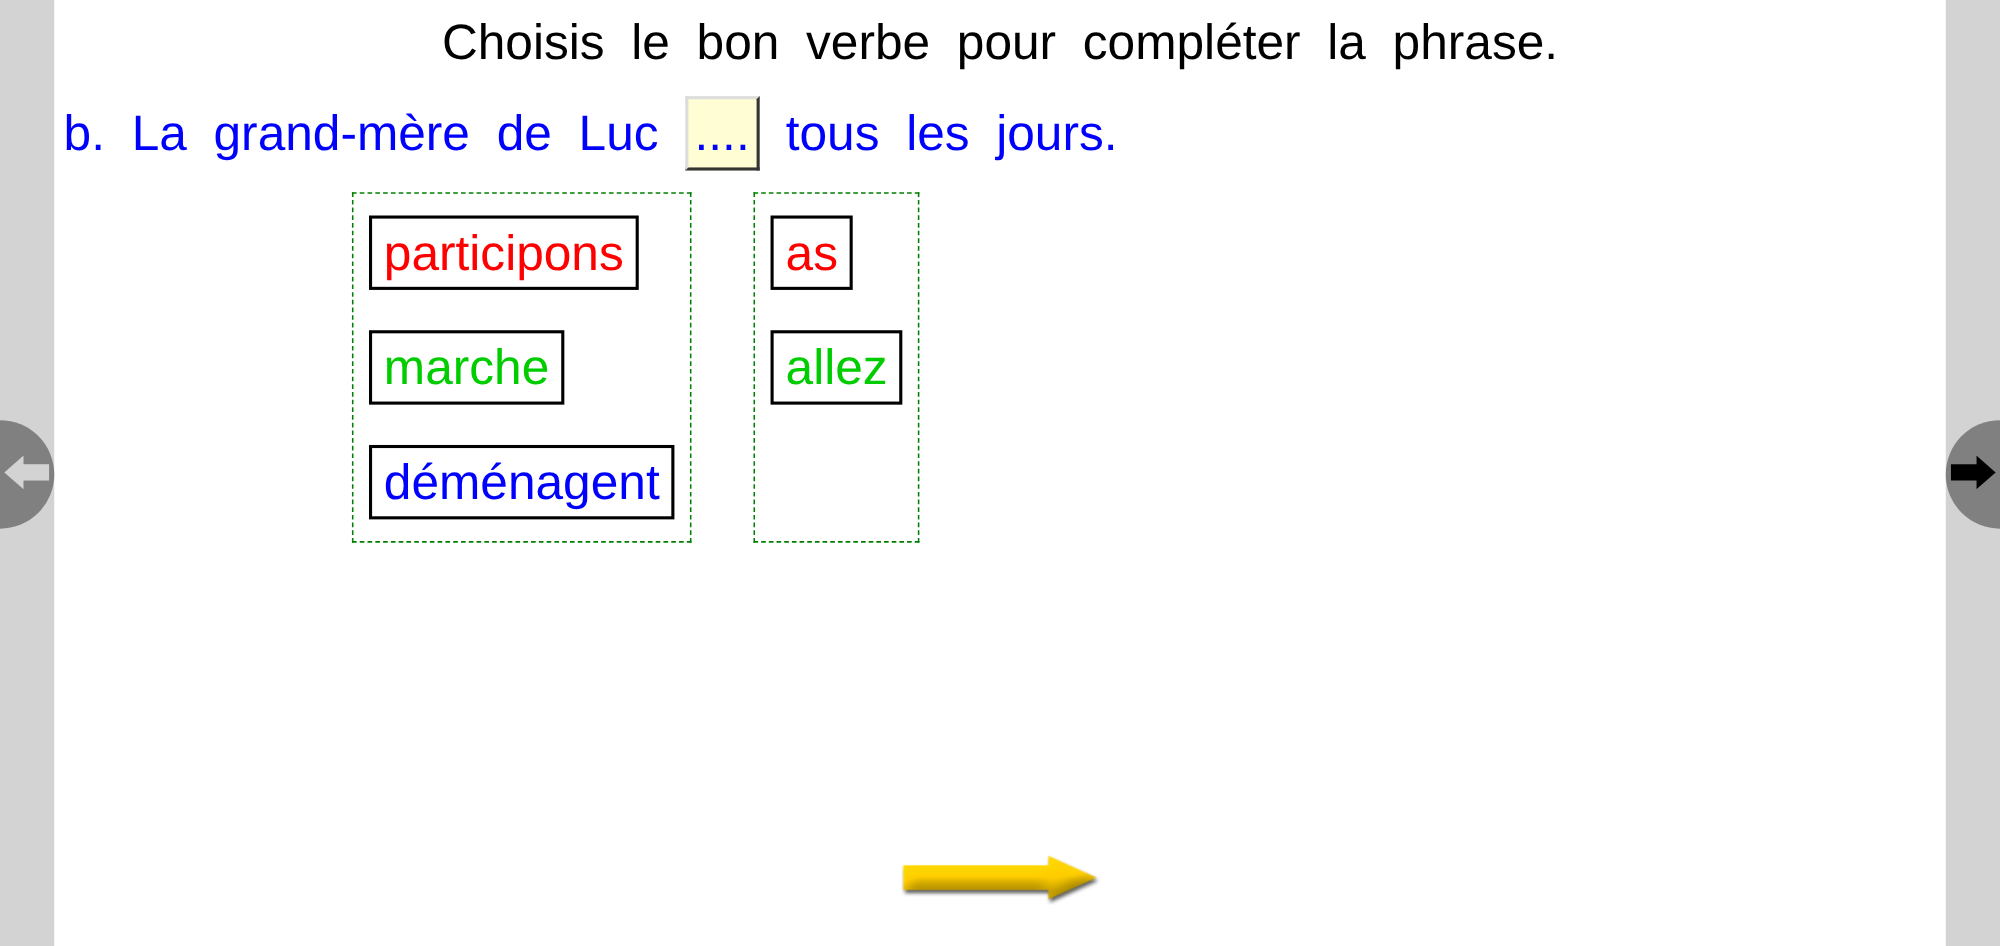 Choisis le bon verbe pour compléter la phrase.
b. La grand-mère de Luc .... tous les jours.
participons
as
marche
allez
déménagent